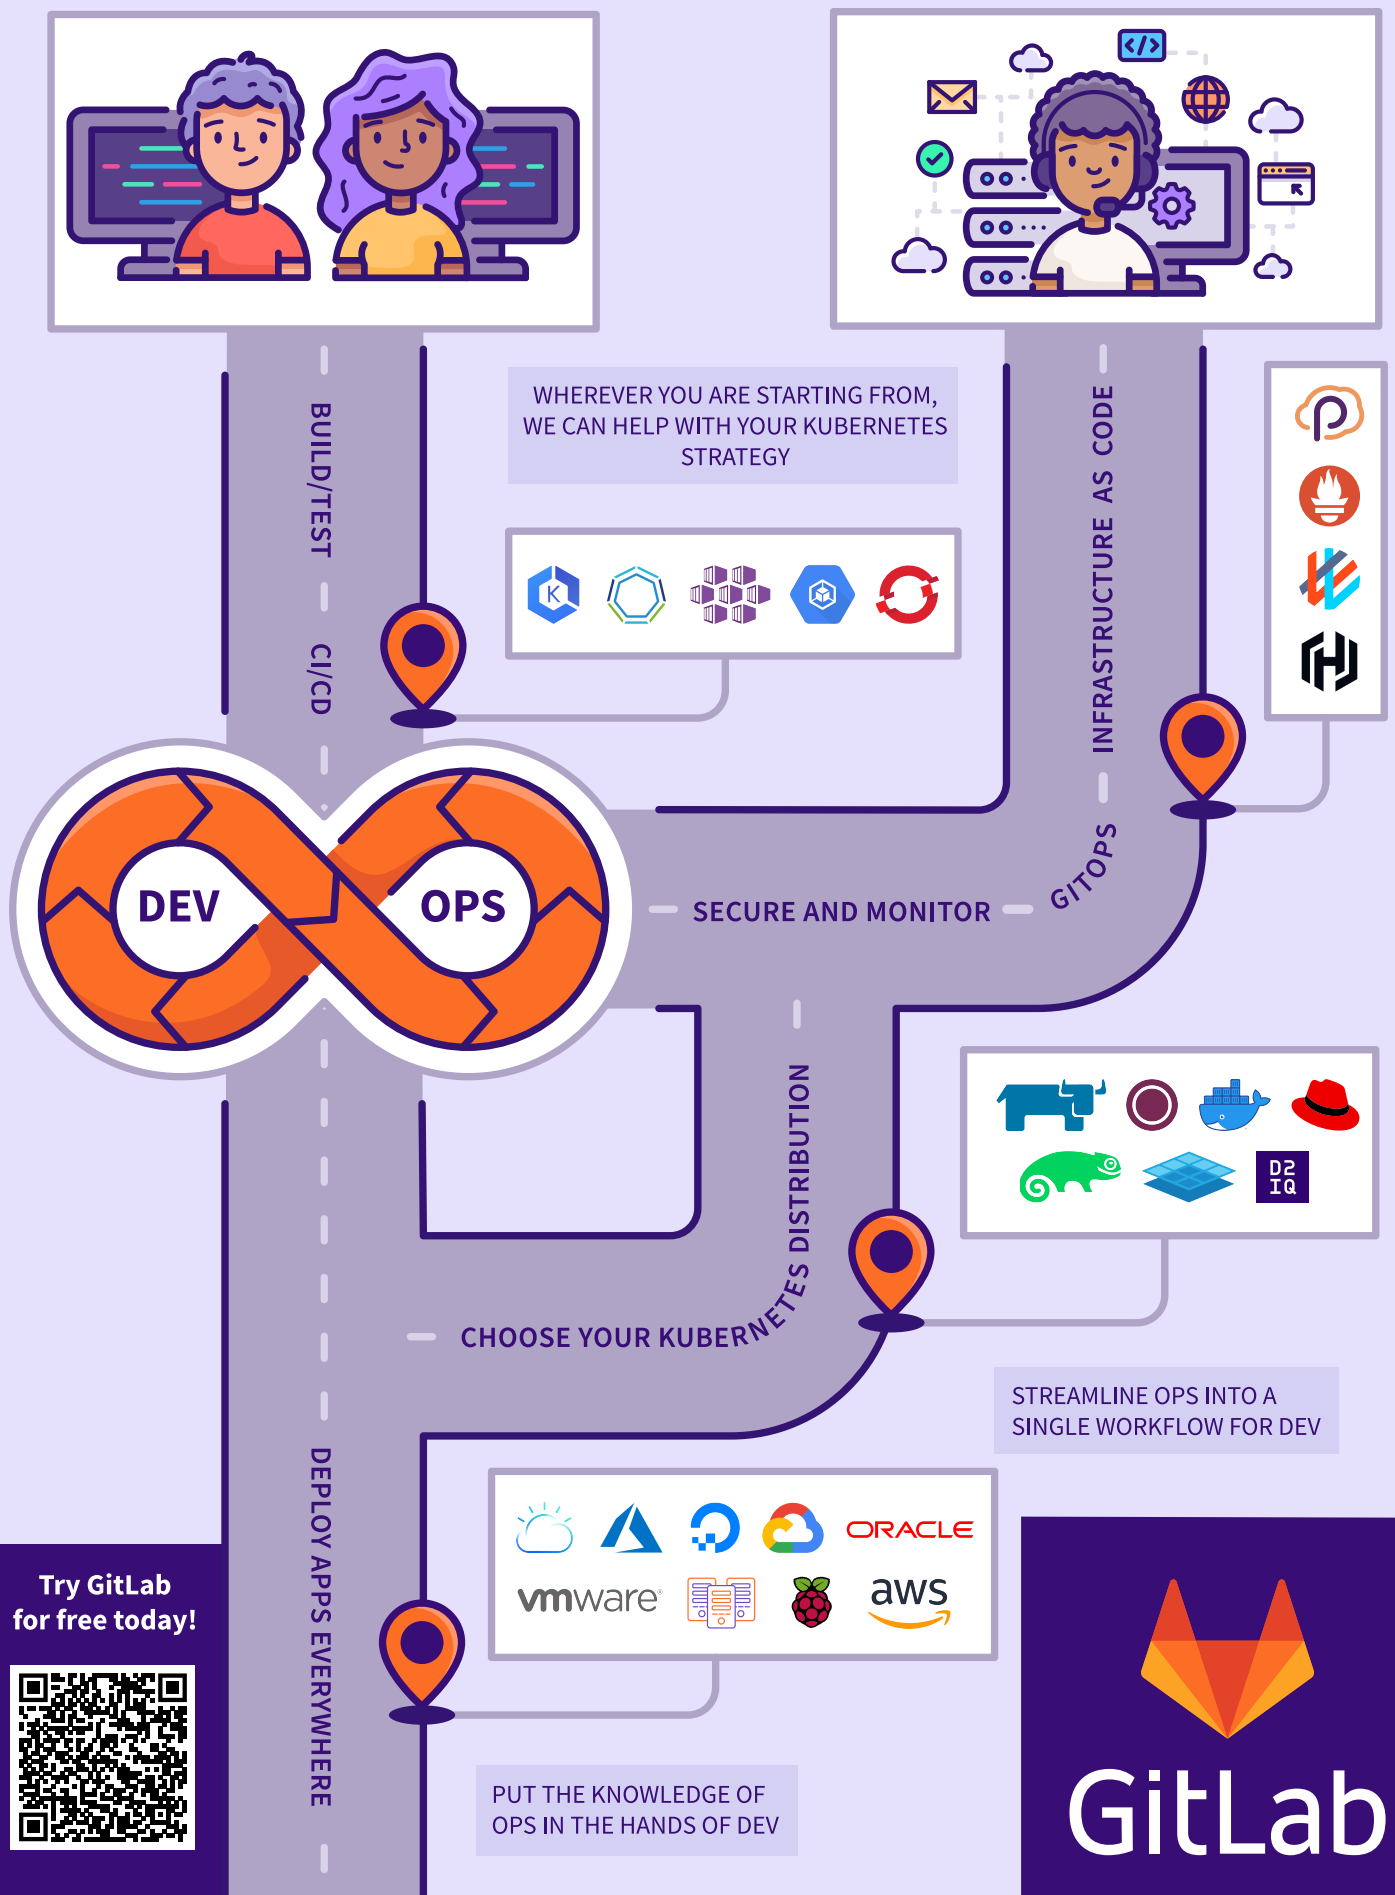 WHEREVER YOU ARE STARTING FROM,
WE CAN HELP WITH YOUR KUBERNETES
STRATEGY
BUILD/TEST
CI/CD
K
INFRASTRUCTURE AS CODE
GITOPS
SECURE AND MONITOR
DEV
OPS
CHOOSE YOUR KUBERNETES DISTRIBUTION
D2
IQ
STREAMLINE OPS INTO A
SINGLE WORKFLOW FOR DEV
DEPLOY APPS EVERYWHERE
ORACLE
vmware®
aws
Try GitLab
for free today!
PUT THE KNOWLEDGE OF
OPS IN THE HANDS OF DEV
GitLab